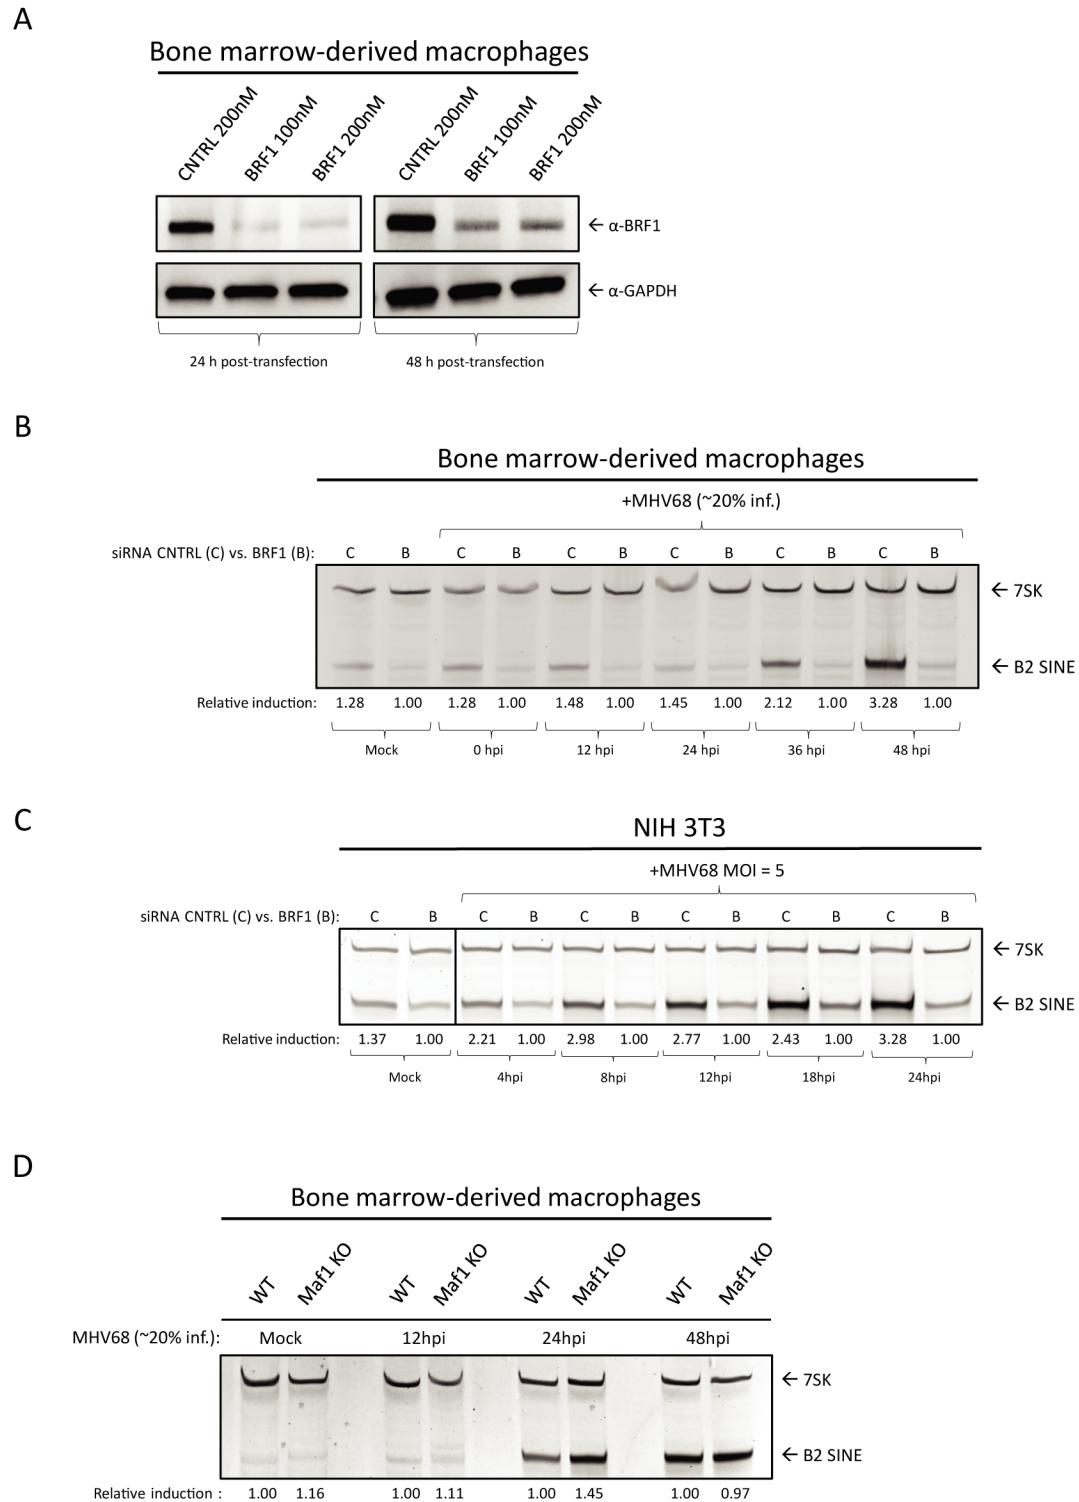 A
Bone marrow-derived macrophages
CNTRL 200nM
BRF1 100nM
BRF1 200nM
CNTRL 200nM
BRF1 100nM
BRF1 200nM
← α-BRF1
← α-GAPDH
24 h post-transfection
48 h post-transfection
B
Bone marrow-derived macrophages
+MHV68 (~20% inf.)
siRNA CNTRL (C) vs. BRF1 (B): C B C B C B C B C B C B
← 7SK
← B2 SINE
Relative induction: 1.28 1.00 1.28 1.00 1.48 1.00 1.45 1.00 2.12 1.00 3.28 1.00
Mock 0 hpi 12 hpi 24 hpi 36 hpi 48 hpi
C
NIH 3T3
+MHV68 MOI = 5
siRNA CNTRL (C) vs. BRF1 (B): C B C B C B C B C B C B
← 7SK
← B2 SINE
Relative induction: 1.37 1.00 2.21 1.00 2.98 1.00 2.77 1.00 2.43 1.00 3.28 1.00
Mock 4hpi 8hpi 12hpi 18hpi 24hpi
D
Bone marrow-derived macrophages
WT
Maf1 KO
WT
Maf1 KO
WT
Maf1 KO
WT
Maf1 KO
MHV68 (~20% inf.): Mock 12hpi 24hpi 48hpi
← 7SK
← B2 SINE
Relative induction : 1.00 1.16 1.00 1.11 1.00 1.45 1.00 0.97